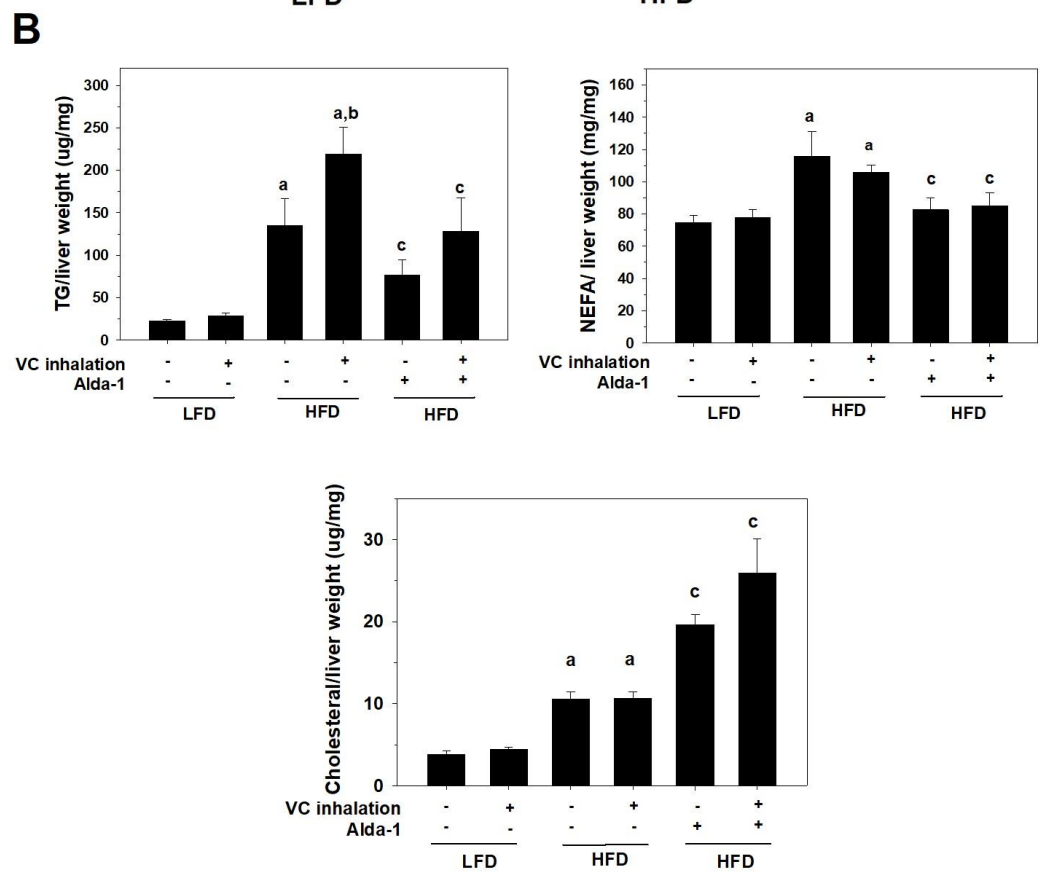 B
300
250
200
150
100
50
0
TG/liver weight (ug/mg)
a
a,b
c
c
VC inhalation - + - + - +
Alda-1 - - - - + +
LFD HFD HFD
160
140
120
100
80
60
40
20
0
NEFA/ liver weight (mg/mg)
a
a
c
c
VC inhalation - + - + - +
Alda-1 - - - - + +
LFD HFD HFD
30
20
10
0
Cholesteral/liver weight (ug/mg)
a
a
c
c
VC inhalation - + - + - +
Alda-1 - - - - + +
LFD HFD HFD